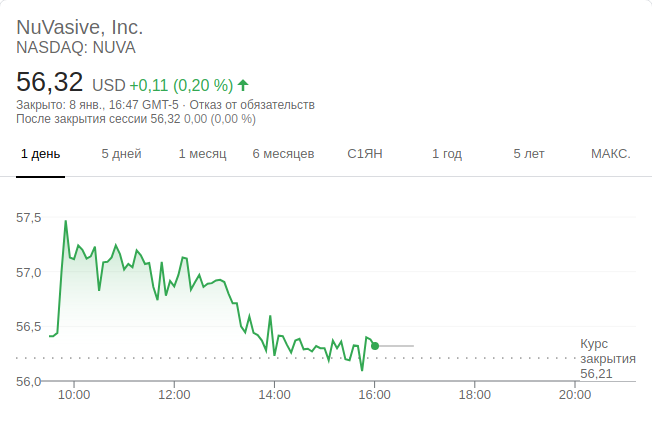 NuVasive, Inc.
NASDAQ: NUVA
56,32 USD +0,11 (0,20 %)
Закрыто: 8 янв., 16:47 GMT-5 · Отказ от обязательств
После закрытия сессии 56,32 0,00 (0,00 %)
1 день 5 дней 1 месяц 6 месяцев С1ЯН 1 год 5 лет МАКС.
57,5
57,0
56,5
Курс
закрытия
56,21
56,0
10:00 12:00 14:00 16:00 18:00 20:00